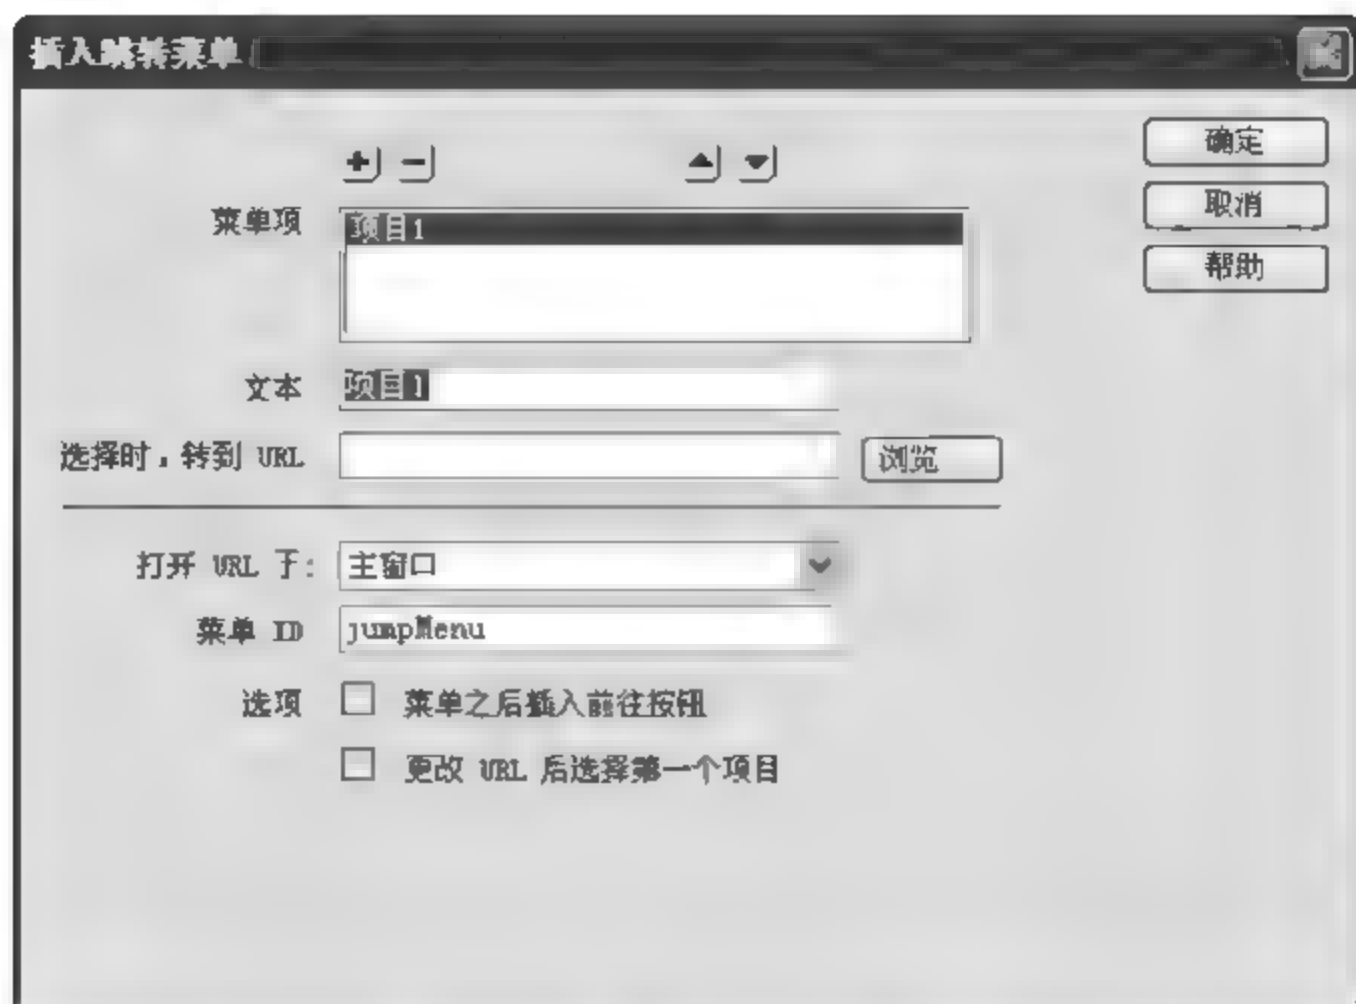 插入跳转菜单
确定
取消
帮助
菜单项
项目1
文本
项目1
选择时，转到 URL
浏览
打开 URL 于：
主窗口
菜单 ID
jumpMenu
选项
菜单之后插入前往按钮
更改 URL 后选择第一个项目